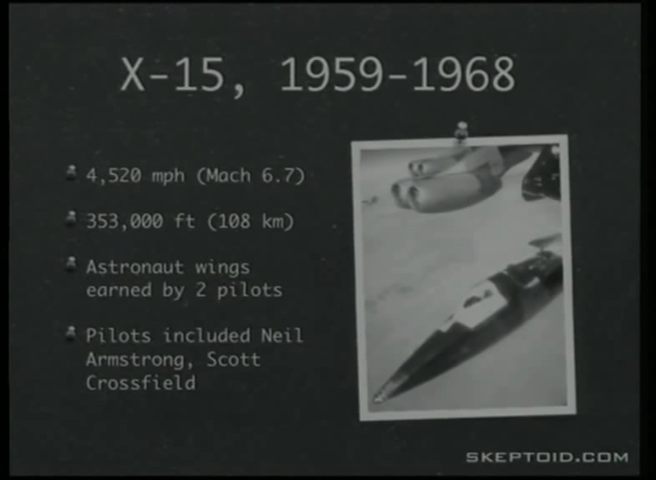 X-15, 1959-1968
4,520 mph (Mach 6.7)
353,000 ft (108 km)
Astronaut wings
earned by 2 pilots
Pilots included Neil
Armstrong, Scott
Crossfield
SKEPTOID.COM